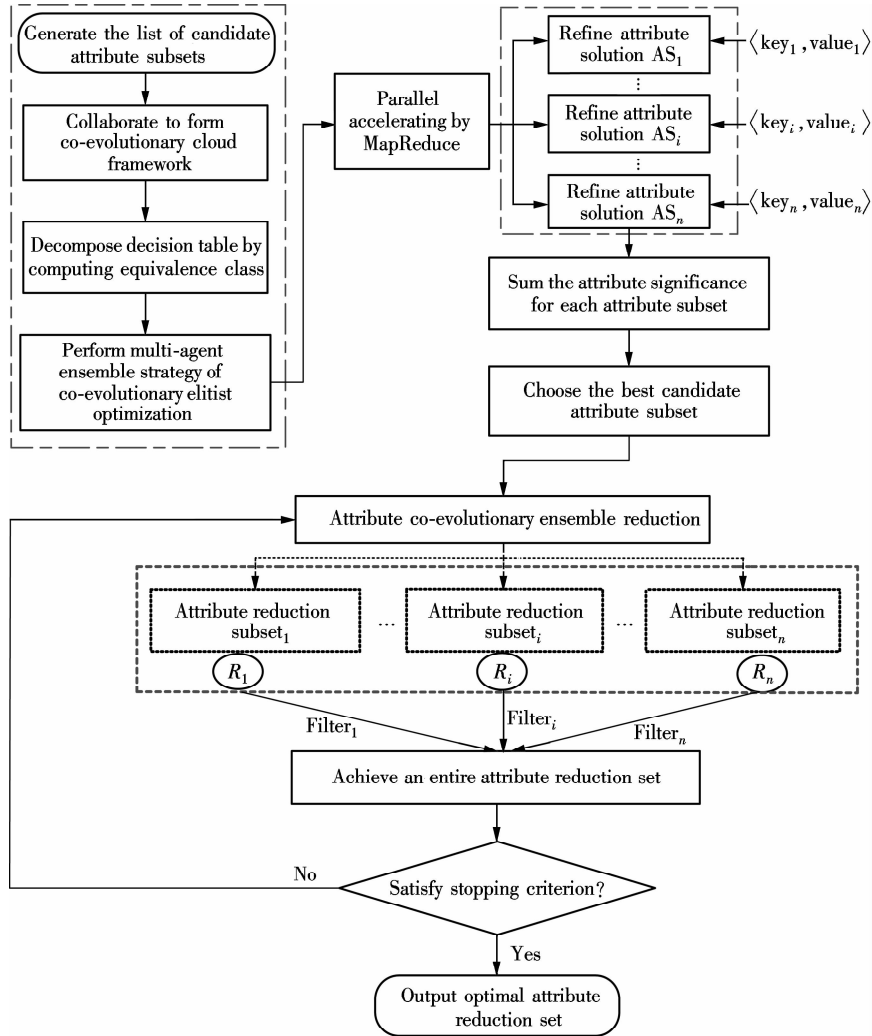 Generate the list of candidate
attribute subsets
Collaborate to form
co-evolutionary cloud
framework
Decompose decision table by
computing equivalence class
Perform multi-agent
ensemble strategy of
co-evolutionary elitist
optimization
Parallel
accelerating by
MapReduce
Refine attribute
solution AS₁
⟨key₁,value₁⟩
⋮
Refine attribute
solution ASᵢ
⟨keyᵢ,valueᵢ⟩
⋮
Refine attribute
solution ASₙ
⟨keyₙ,valueₙ⟩
Sum the attribute significance
for each attribute subset
Choose the best candidate
attribute subset
Attribute co-evolutionary ensemble reduction
Attribute reduction
subset₁
...
Attribute reduction
subsetᵢ
...
Attribute reduction
subsetₙ
R₁
Rᵢ
Rₙ
Filter₁
Filterᵢ
Filterₙ
Achieve an entire attribute reduction set
Satisfy stopping criterion?
No
Yes
Output optimal attribute
reduction set